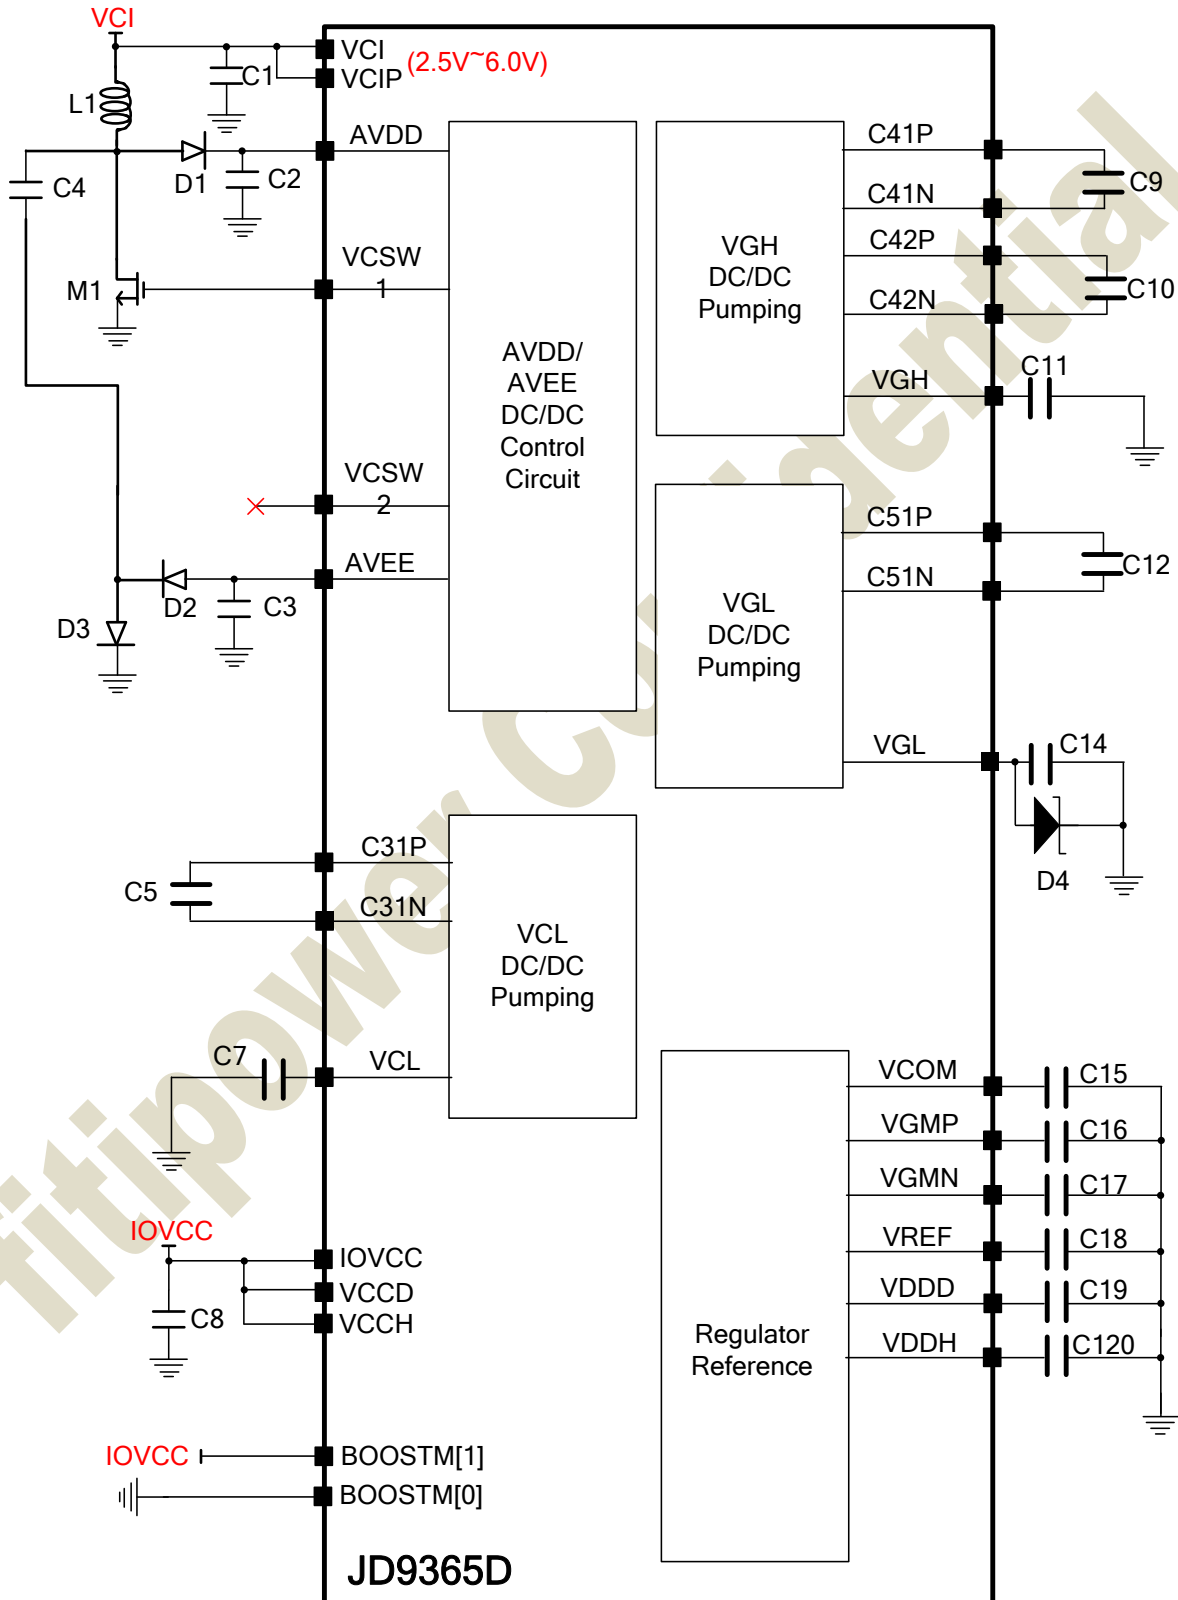 VCI
VCI
(2.5V~6.0V)
VCIP
C1
L1
AVDD
D1
C2
C4
VCSW
1
M1
AVDD/
AVEE
DC/DC
Control
Circuit
VCSW
2
AVEE
D2
C3
D3
C41P
C41N
C9
C42P
C42N
C10
VGH
DC/DC
Pumping
VGH
C11
C51P
C51N
C12
VGL
DC/DC
Pumping
VGL
C14
D4
C31P
C31N
C5
VCL
DC/DC
Pumping
C7
VCL
VCOM
C15
VGMP
C16
VGMN
C17
VREF
C18
VDDD
C19
VDDH
C120
Regulator
Reference
IOVCC
IOVCC
VCCD
VCCH
C8
IOVCC
BOOSTM[1]
BOOSTM[0]
JD9365D
fitipower Confidential